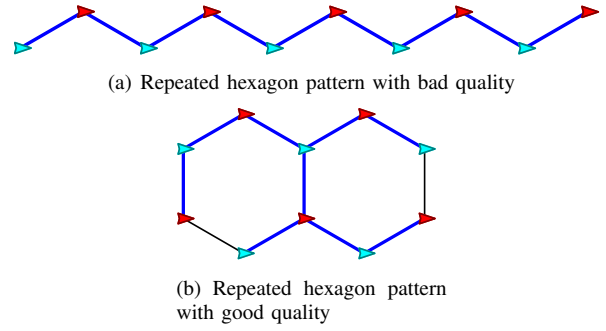 (a) Repeated hexagon pattern with bad quality
(b) Repeated hexagon pattern
with good quality